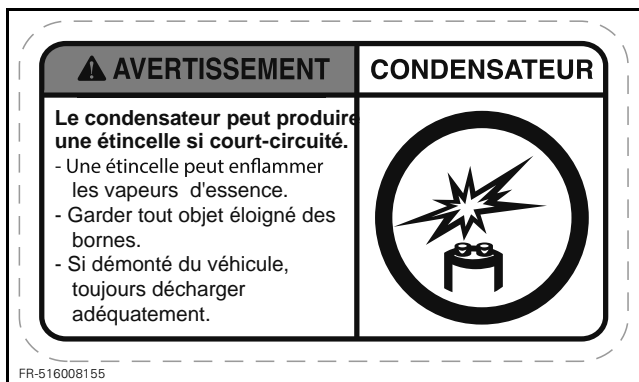 AVERTISSEMENT
CONDENSATEUR
Le condensateur peut produire
une étincelle si court-circuité.
- Une étincelle peut enflammer
les vapeurs d'essence.
- Garder tout objet éloigné des
bornes.
- Si démonté du véhicule,
toujours décharger
adéquatement.
FR-516008155